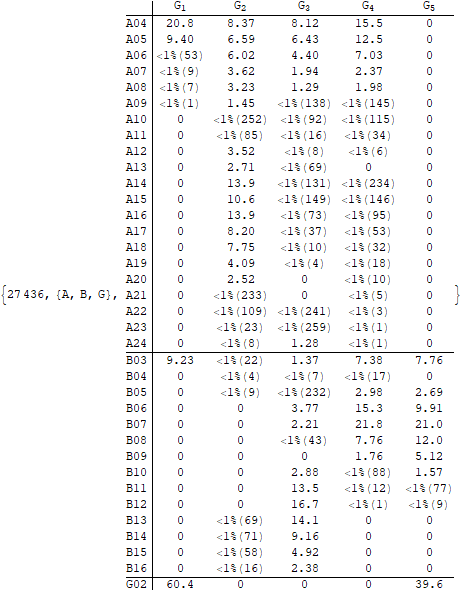 G1 G2 G3 G4 G5
A04 20.8 8.37 8.12 15.5 0
A05 9.40 6.59 6.43 12.5 0
A06 <1%(53) 6.02 4.40 7.03 0
A07 <1%(9) 3.62 1.94 2.37 0
A08 <1%(7) 3.23 1.29 1.98 0
A09 <1%(1) 1.45 <1%(138) <1%(145) 0
A10 0 <1%(252) <1%(92) <1%(115) 0
A11 0 <1%(85) <1%(16) <1%(34) 0
A12 0 3.52 <1%(8) <1%(6) 0
A13 0 2.71 <1%(69) 0 0
A14 0 13.9 <1%(131) <1%(234) 0
A15 0 10.6 <1%(149) <1%(146) 0
A16 0 13.9 <1%(73) <1%(95) 0
A17 0 8.20 <1%(37) <1%(53) 0
A18 0 7.75 <1%(10) <1%(32) 0
A19 0 4.09 <1%(4) <1%(18) 0
A20 0 2.52 0 <1%(10) 0
{27436, {A, B, G}, A21 0 <1%(233) 0 <1%(5) 0 }
A22 0 <1%(109) <1%(241) <1%(3) 0
A23 0 <1%(23) <1%(259) <1%(1) 0
A24 0 <1%(8) 1.28 <1%(1) 0
B03 9.23 <1%(22) 1.37 7.38 7.76
B04 0 <1%(4) <1%(7) <1%(17) 0
B05 0 <1%(9) <1%(232) 2.98 2.69
B06 0 0 3.77 15.3 9.91
B07 0 0 2.21 21.8 21.0
B08 0 0 <1%(43) 7.76 12.0
B09 0 0 0 1.76 5.12
B10 0 0 2.88 <1%(88) 1.57
B11 0 0 13.5 <1%(12) <1%(77)
B12 0 0 16.7 <1%(1) <1%(9)
B13 0 <1%(69) 14.1 0 0
B14 0 <1%(71) 9.16 0 0
B15 0 <1%(58) 4.92 0 0
B16 0 <1%(16) 2.38 0 0
G02 60.4 0 0 0 39.6